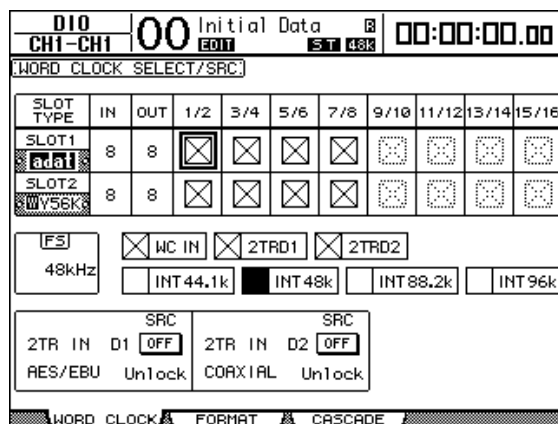 DIO
CH1-CH1
00 Initial Data R
EDIT ST 48k
00:00:00.00
WORD CLOCK SELECT/SRC
SLOT TYPE IN OUT 1/2 3/4 5/6 7/8 9/10 11/12 13/14 15/16
SLOT1 adat 8 8
SLOT2 WY56K 8 8
FS
48kHz
WC IN 2TRD1 2TRD2
INT44.1k INT48k INT88.2k INT96k
SRC SRC
2TR IN D1 OFF 2TR IN D2 OFF
AES/EBU Unlock COAXIAL Unlock
WORD CLOCK FORMAT CASCADE